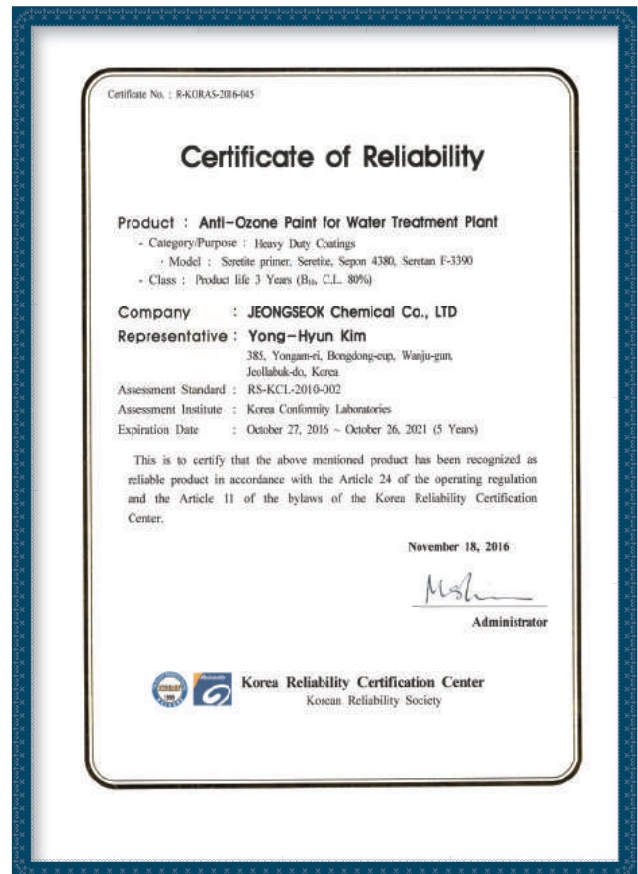 Certificate No. : R-KORAS-2016-045
Certificate of Reliability
Product : Anti-Ozone Paint for Water Treatment Plant
- Category/Purpose : Heavy Duty Coatings
· Model : Seretite primer, Seretite, Sepon 4380, Seretan F-3390
- Class : Product life 3 Years (B₁₀, C.L. 80%)
Company : JEONGSEOK Chemical Co., LTD
Representative : Yong-Hyun Kim
385, Yongam-ri, Bongdong-eup, Wanju-gun,
Jeollabuk-do, Korea
Assessment Standard : RS-KCL-2010-002
Assessment Institute : Korea Conformity Laboratories
Expiration Date : October 27, 2016 ~ October 26, 2021 (5 Years)
This is to certify that the above mentioned product has been recognized as
reliable product in accordance with the Article 24 of the operating regulation
and the Article 11 of the bylaws of the Korea Reliability Certification
Center.
November 18, 2016
Administrator
Korea Reliability Certification Center
Korean Reliability Society